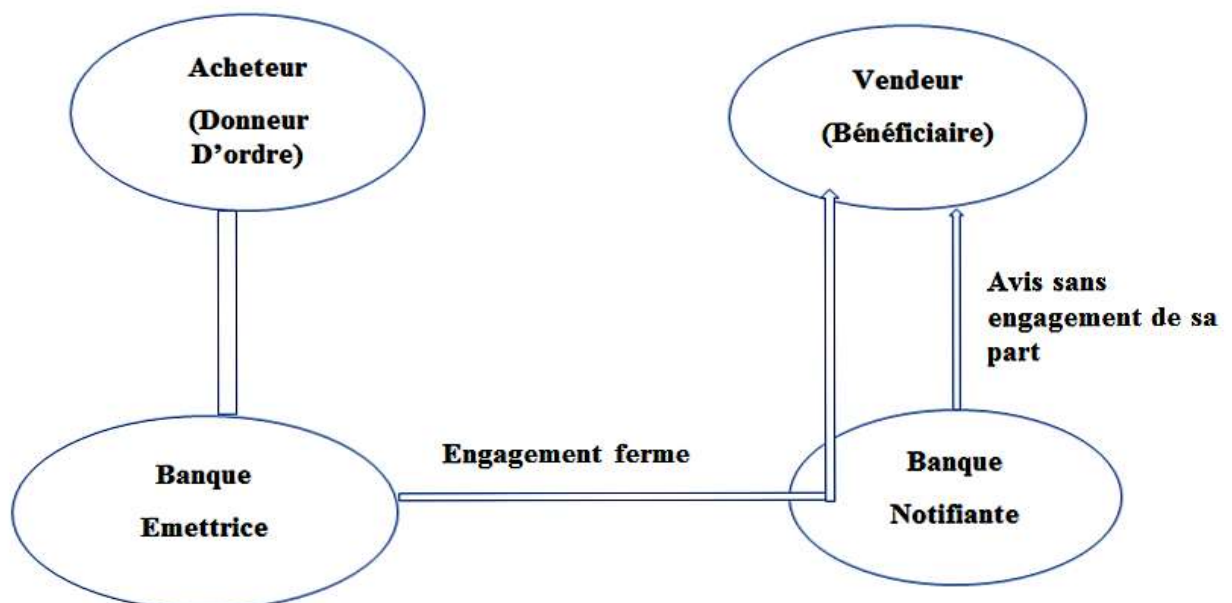 Acheteur
(Donneur
D'ordre)
Vendeur
(Bénéficiaire)
Avis sans
engagement de sa
part
Engagement ferme
Banque
Emettrice
Banque
Notifiante